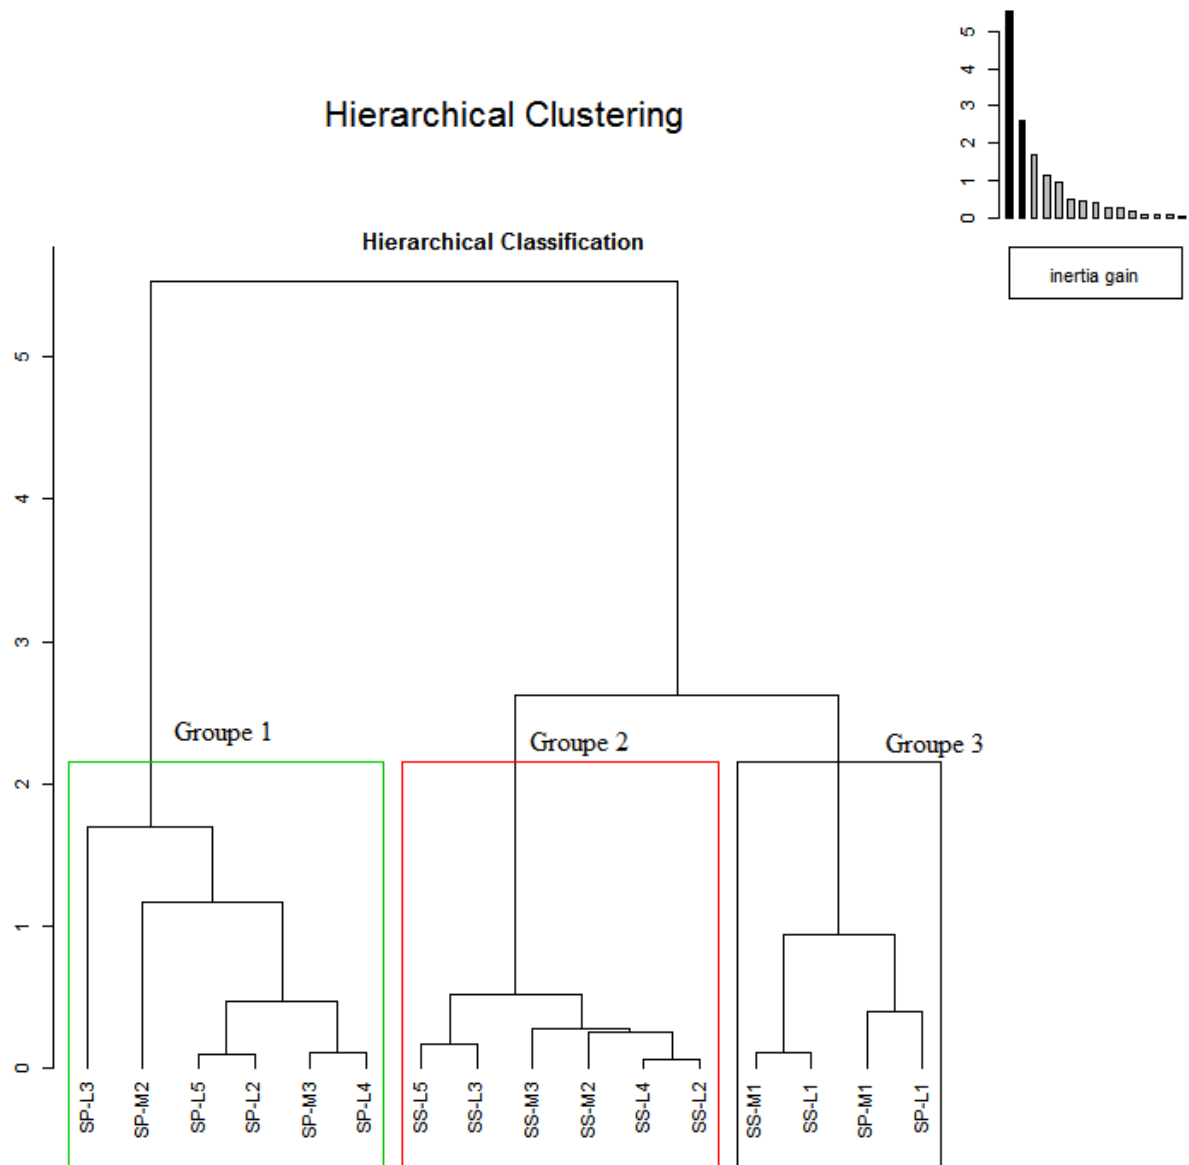 5
4
3
2
1
0
inertia gain
Hierarchical Clustering
Hierarchical Classification
5
4
3
2
1
0
Groupe 1
Groupe 2
Groupe 3
SP-L3
SP-M2
SP-L5
SP-L2
SP-M3
SP-L4
SS-L5
SS-L3
SS-M3
SS-M2
SS-L4
SS-L2
SS-M1
SS-L1
SP-M1
SP-L1